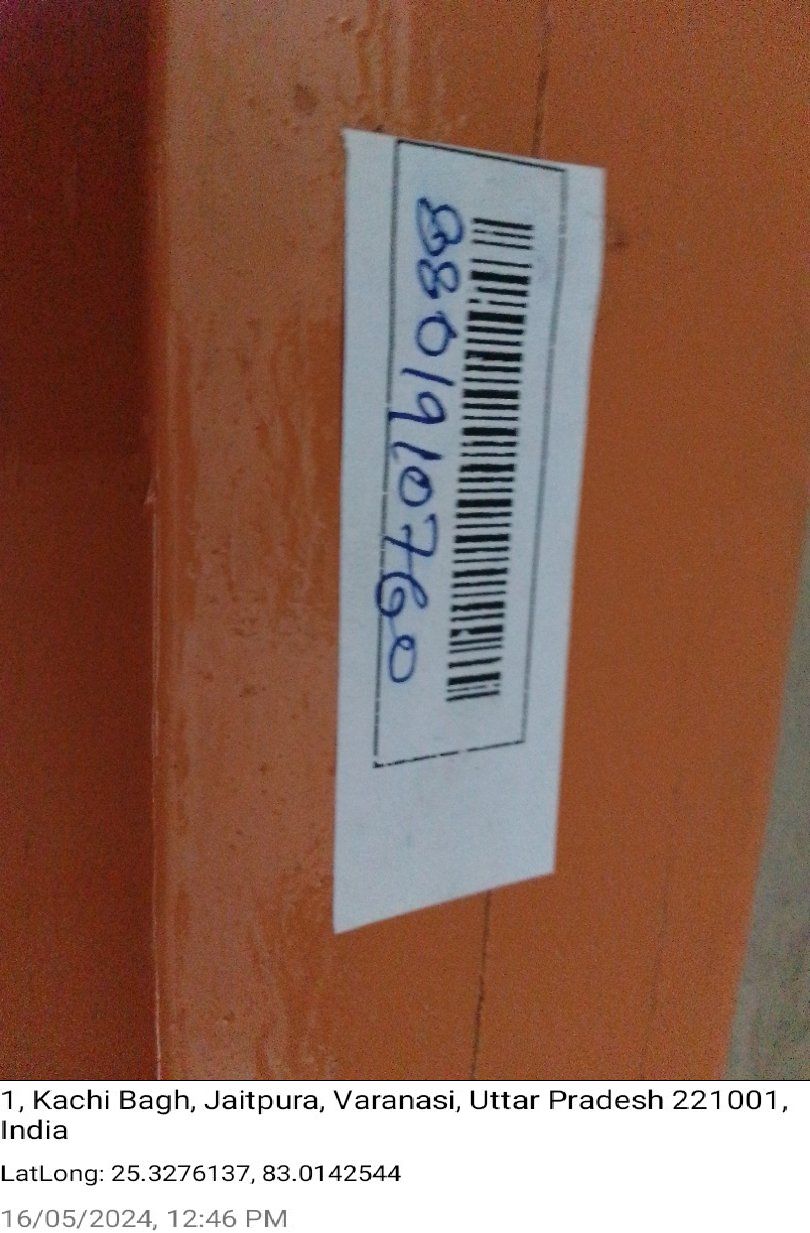 8801910760
1, Kachi Bagh, Jaitpura, Varanasi, Uttar Pradesh 221001,
India
LatLong: 25.3276137, 83.0142544
16/05/2024, 12:46 PM